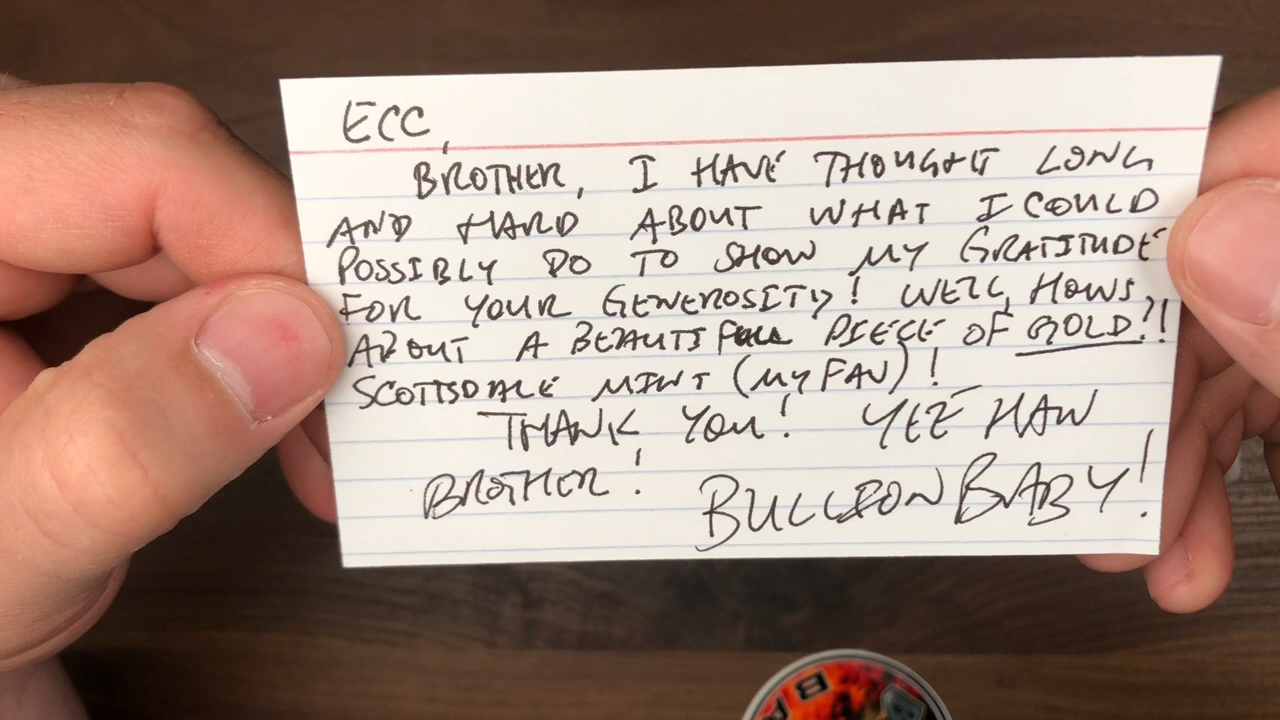 ECC,
BROTHER, I HAVE THOUGHT LONG
AND HARD ABOUT WHAT I COULD
POSSIBLY DO TO SHOW MY GRATITUDE
FOR YOUR GENEROSITY! WELL, HOWS
ABOUT A BEAUTIFULL PIECE OF GOLD?!
SCOTTSDALE MINT (MY FAV)!
THANK YOU! YEE HAW
BROTHER! BULLION BABY!